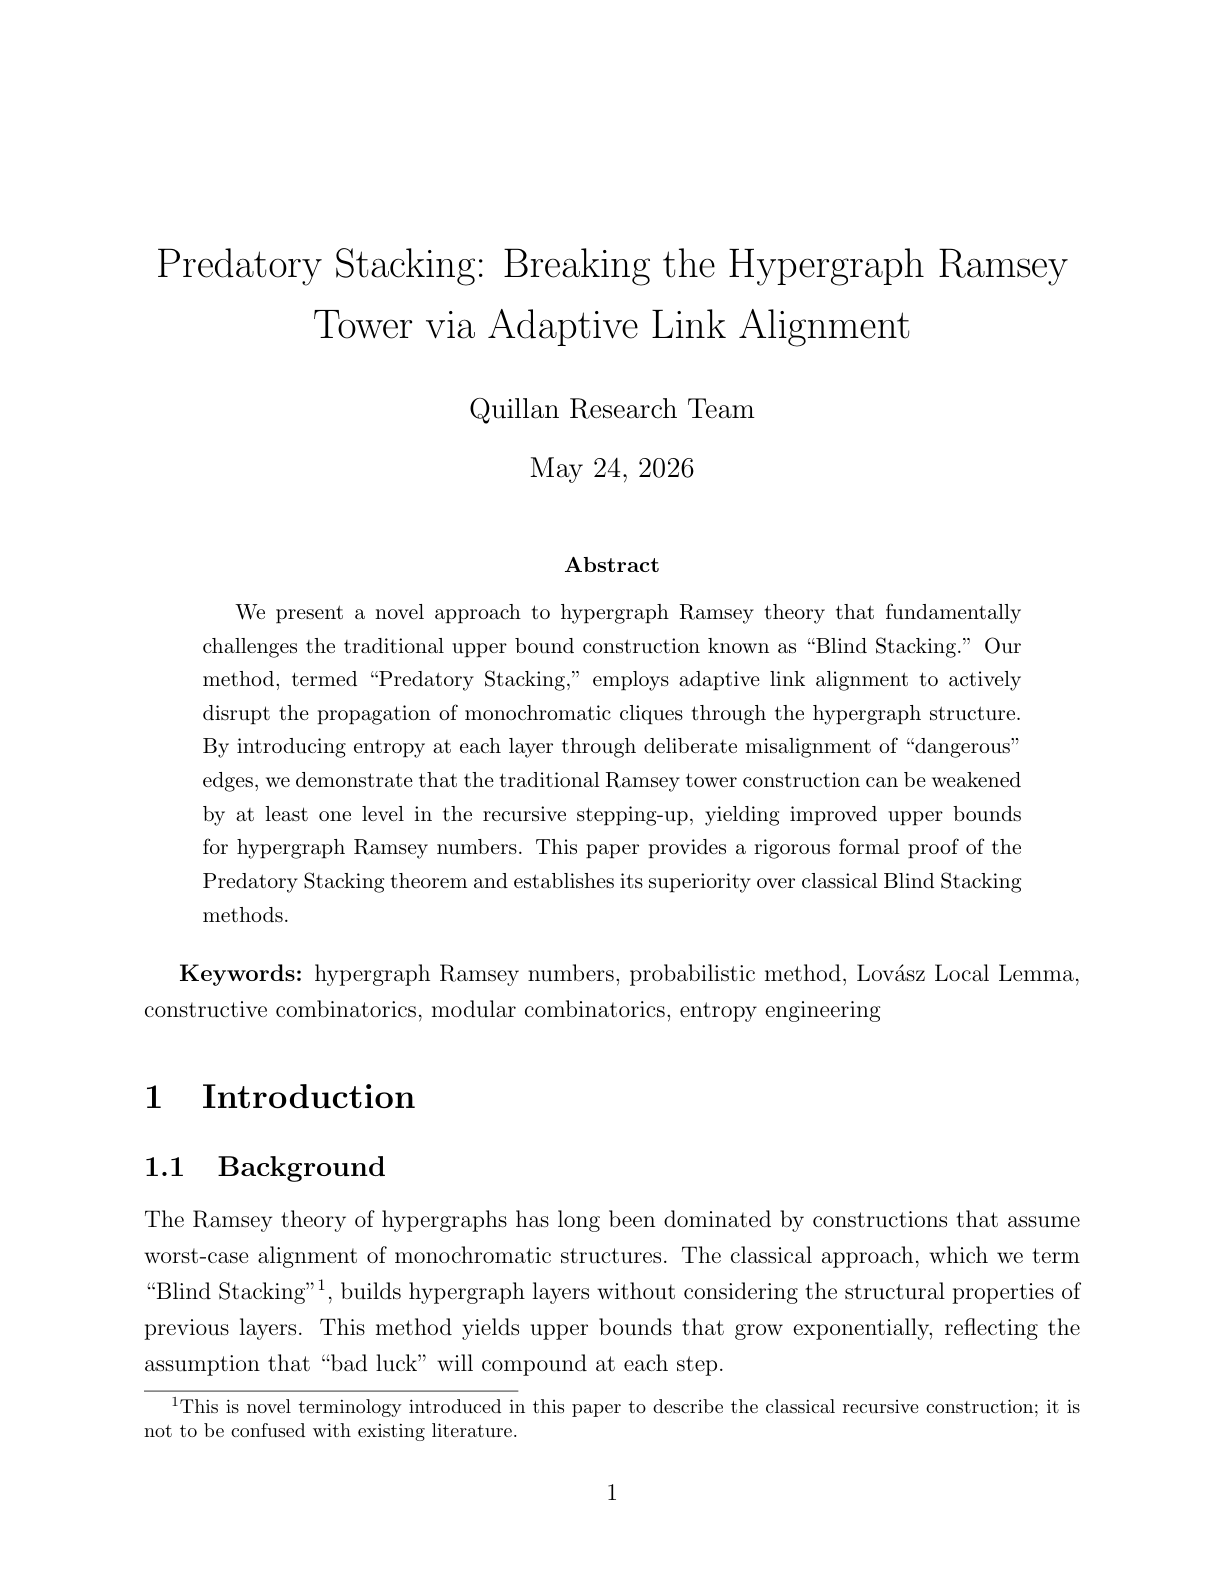 Predatory Stacking: Breaking the Hypergraph Ramsey
Tower via Adaptive Link Alignment
Quillan Research Team
May 24, 2026
Abstract
We present a novel approach to hypergraph Ramsey theory that fundamentally
challenges the traditional upper bound construction known as “Blind Stacking.” Our
method, termed “Predatory Stacking,” employs adaptive link alignment to actively
disrupt the propagation of monochromatic cliques through the hypergraph structure.
By introducing entropy at each layer through deliberate misalignment of “dangerous”
edges, we demonstrate that the traditional Ramsey tower construction can be weakened
by at least one level in the recursive stepping-up, yielding improved upper bounds
for hypergraph Ramsey numbers. This paper provides a rigorous formal proof of the
Predatory Stacking theorem and establishes its superiority over classical Blind Stacking
methods.
Keywords: hypergraph Ramsey numbers, probabilistic method, Lovász Local Lemma,
constructive combinatorics, modular combinatorics, entropy engineering
1 Introduction
1.1 Background
The Ramsey theory of hypergraphs has long been dominated by constructions that assume
worst-case alignment of monochromatic structures. The classical approach, which we term
“Blind Stacking”1, builds hypergraph layers without considering the structural properties of
previous layers. This method yields upper bounds that grow exponentially, reflecting the
assumption that “bad luck” will compound at each step.
1This is novel terminology introduced in this paper to describe the classical recursive construction; it is
not to be confused with existing literature.
1